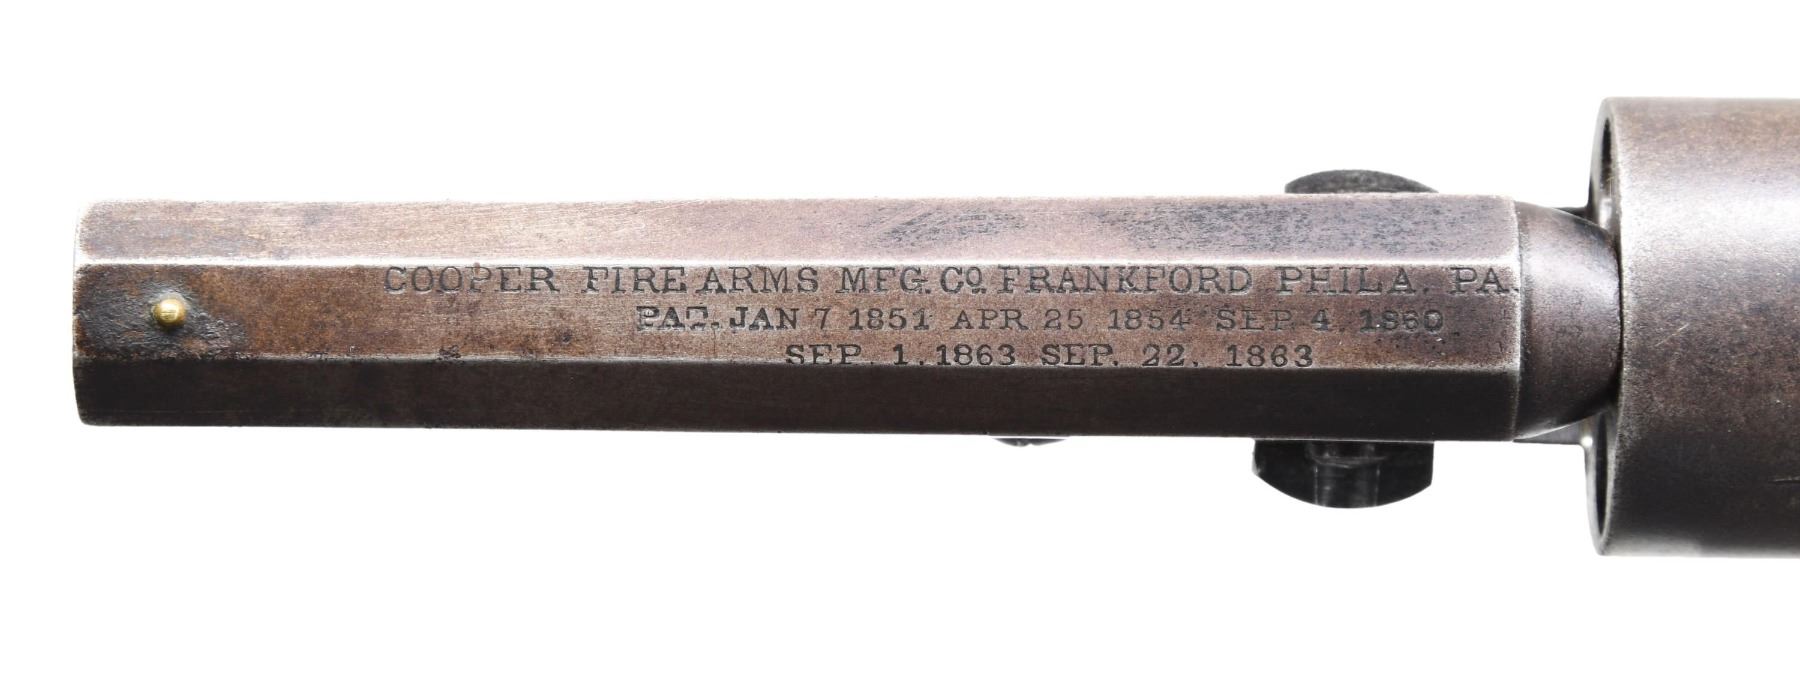 COOPER FIRE ARMS MFG. CO. FRANKFORD PHILA. PA.
PAT. JAN 7 1851 APR 25 1854 SEP. 4, 1860
SEP. 1, 1863 SEP. 22, 1863